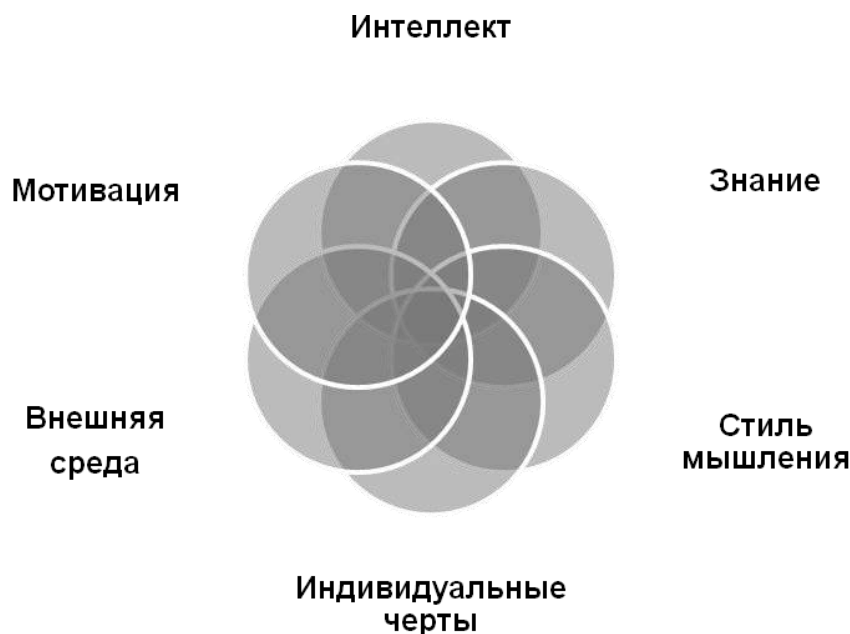 Интеллект
Мотивация
Знание
Внешняя
среда
Стиль
мышления
Индивидуальные
черты